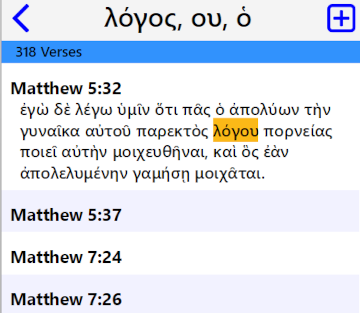 λόγος, ου, ὁ
318 Verses
Matthew 5:32
ἐγὼ δὲ λέγω ὑμῖν ὅτι πᾶς ὁ ἀπολύων τὴν
γυναῖκα αὐτοῦ παρεκτὸς λόγου πορνείας
ποιεῖ αὐτὴν μοιχευθῆναι, καὶ ὃς ἐὰν
ἀπολελυμένην γαμήσῃ μοιχᾶται.
Matthew 5:37
Matthew 7:24
Matthew 7:26